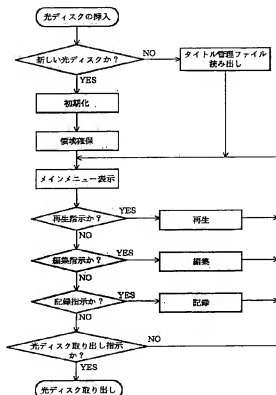 光ディスクの挿入
新しい光ディスクか？
NO
タイトル管理ファイル
読み出し
YES
初期化
領域確保
メインメニュー表示
再生指示か？
YES
再生
NO
編集指示か？
YES
編集
NO
記録指示か？
YES
記録
NO
光ディスク取り出し指示
か？
NO
YES
光ディスク取り出し